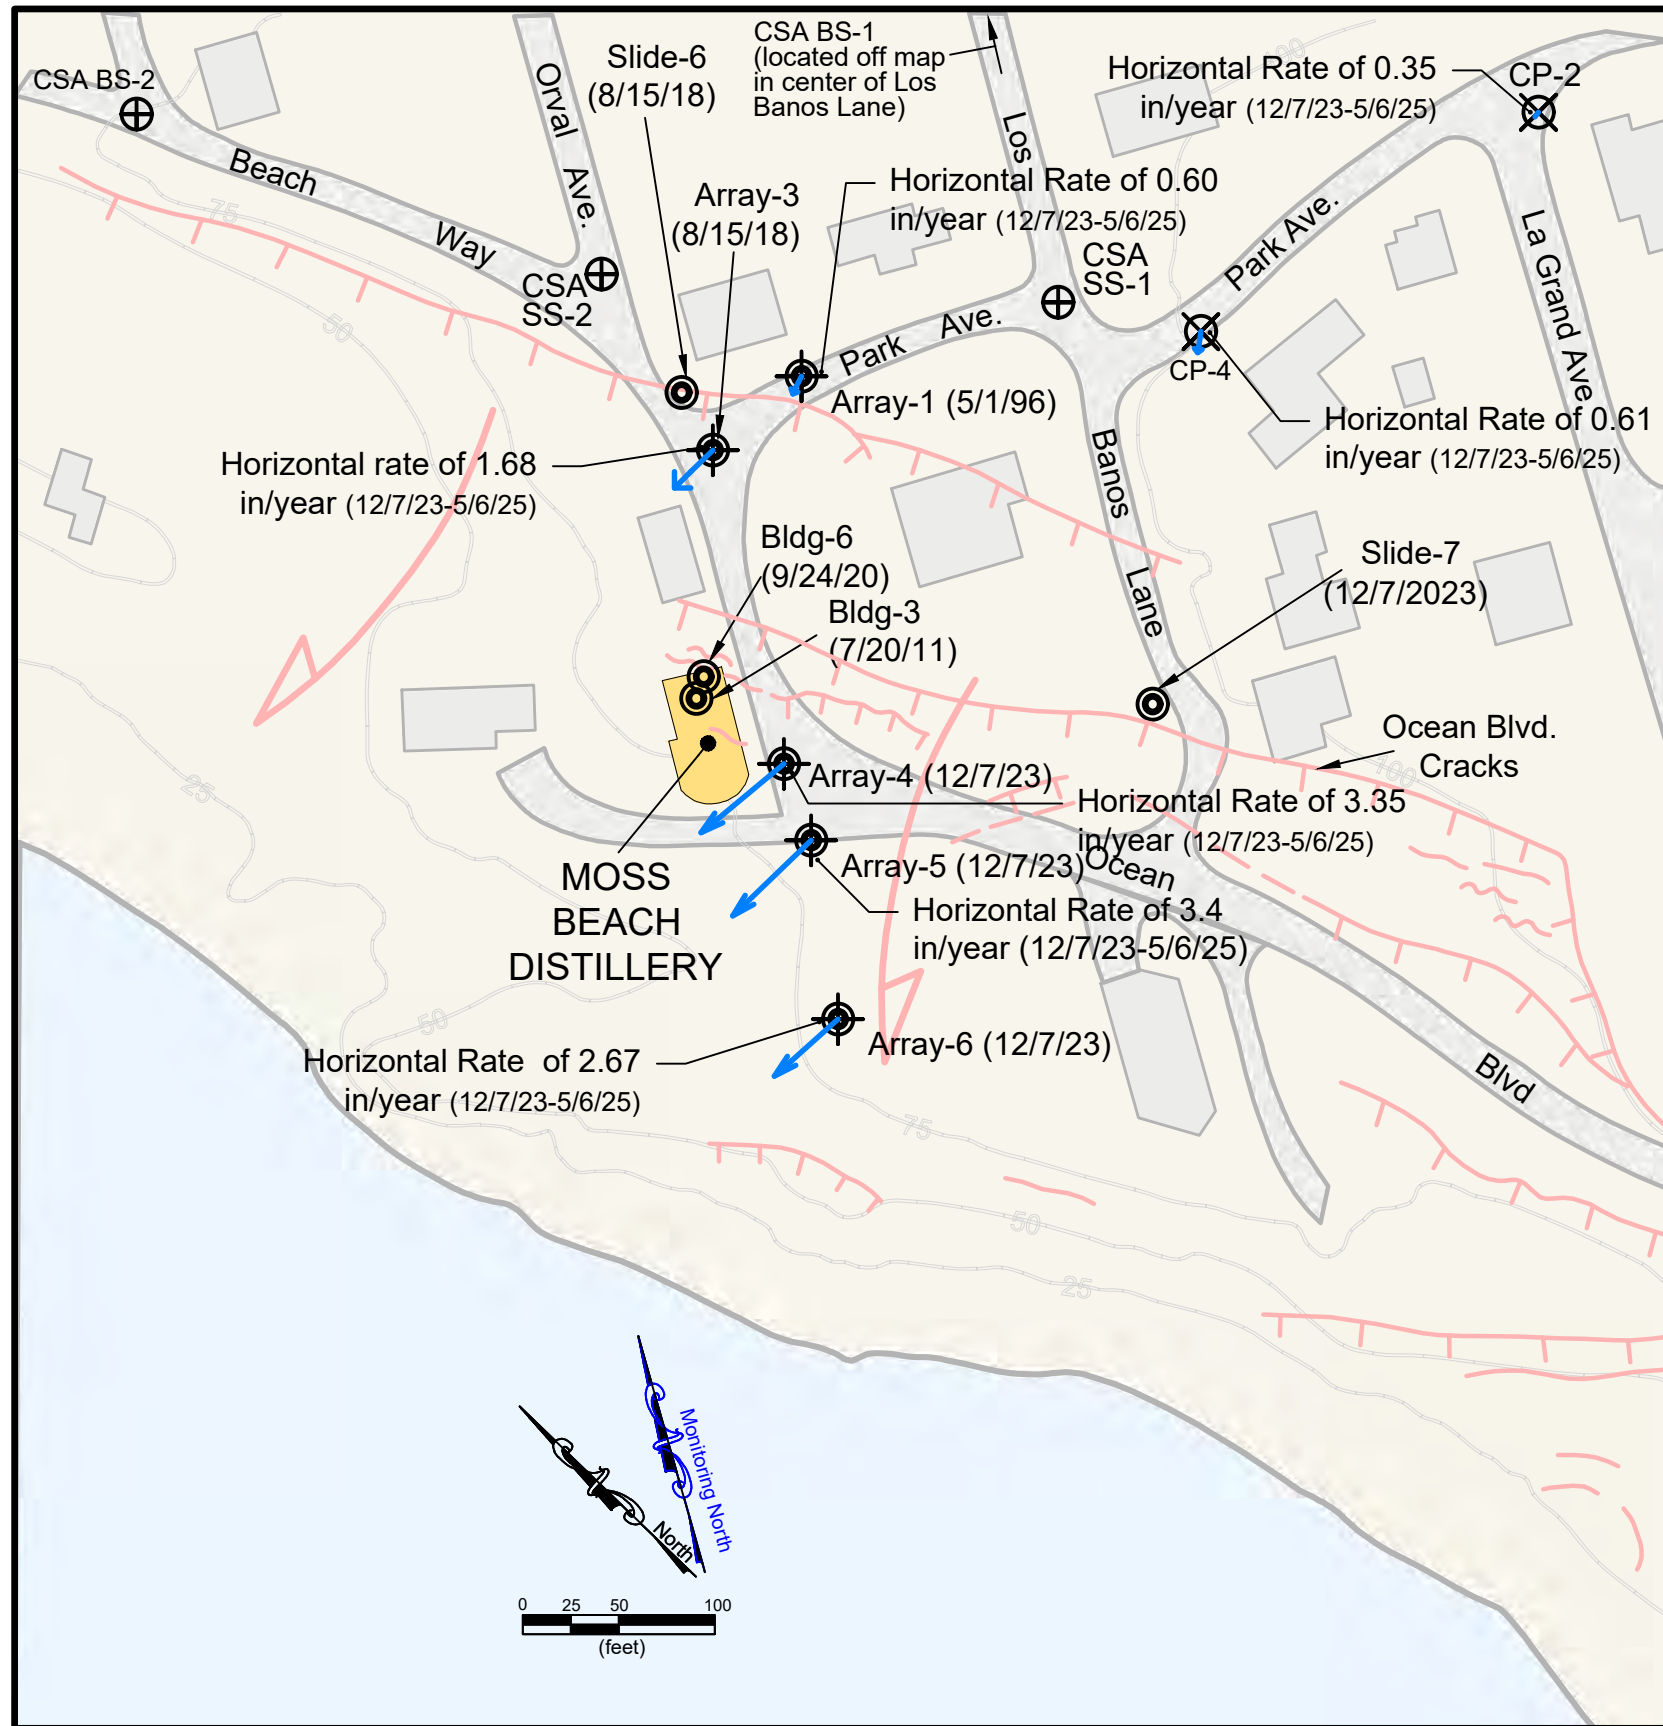 CSA BS-2
Slide-6
(8/15/18)
CSA BS-1
(located off map
in center of Los
Banos Lane)
Horizontal Rate of 0.35
in/year (12/7/23-5/6/25)
CP-2
100
Orval Ave.
Los
Beach
Way
75
Array-3
(8/15/18)
Horizontal Rate of 0.60
in/year (12/7/23-5/6/25)
CSA
SS-1
Park Ave.
La Grand Ave
CSA
SS-2
50
Park Ave.
CP-4
Array-1 (5/1/96)
Horizontal Rate of 0.61
in/year (12/7/23-5/6/25)
Horizontal rate of 1.68
in/year (12/7/23-5/6/25)
Banos
Lane
Bldg-6
(9/24/20)
Bldg-3
(7/20/11)
Slide-7
(12/7/2023)
Ocean Blvd.
Cracks
100
25
Array-4 (12/7/23)
Horizontal Rate of 3.35
in/year (12/7/23-5/6/25)
Array-5 (12/7/23)
Ocean
MOSS
BEACH
DISTILLERY
Horizontal Rate of 3.4
in/year (12/7/23-5/6/25)
50
Array-6 (12/7/23)
Horizontal Rate of 2.67
in/year (12/7/23-5/6/25)
Blvd
75
50
25
Monitoring North
North
0 25 50 100
(feet)